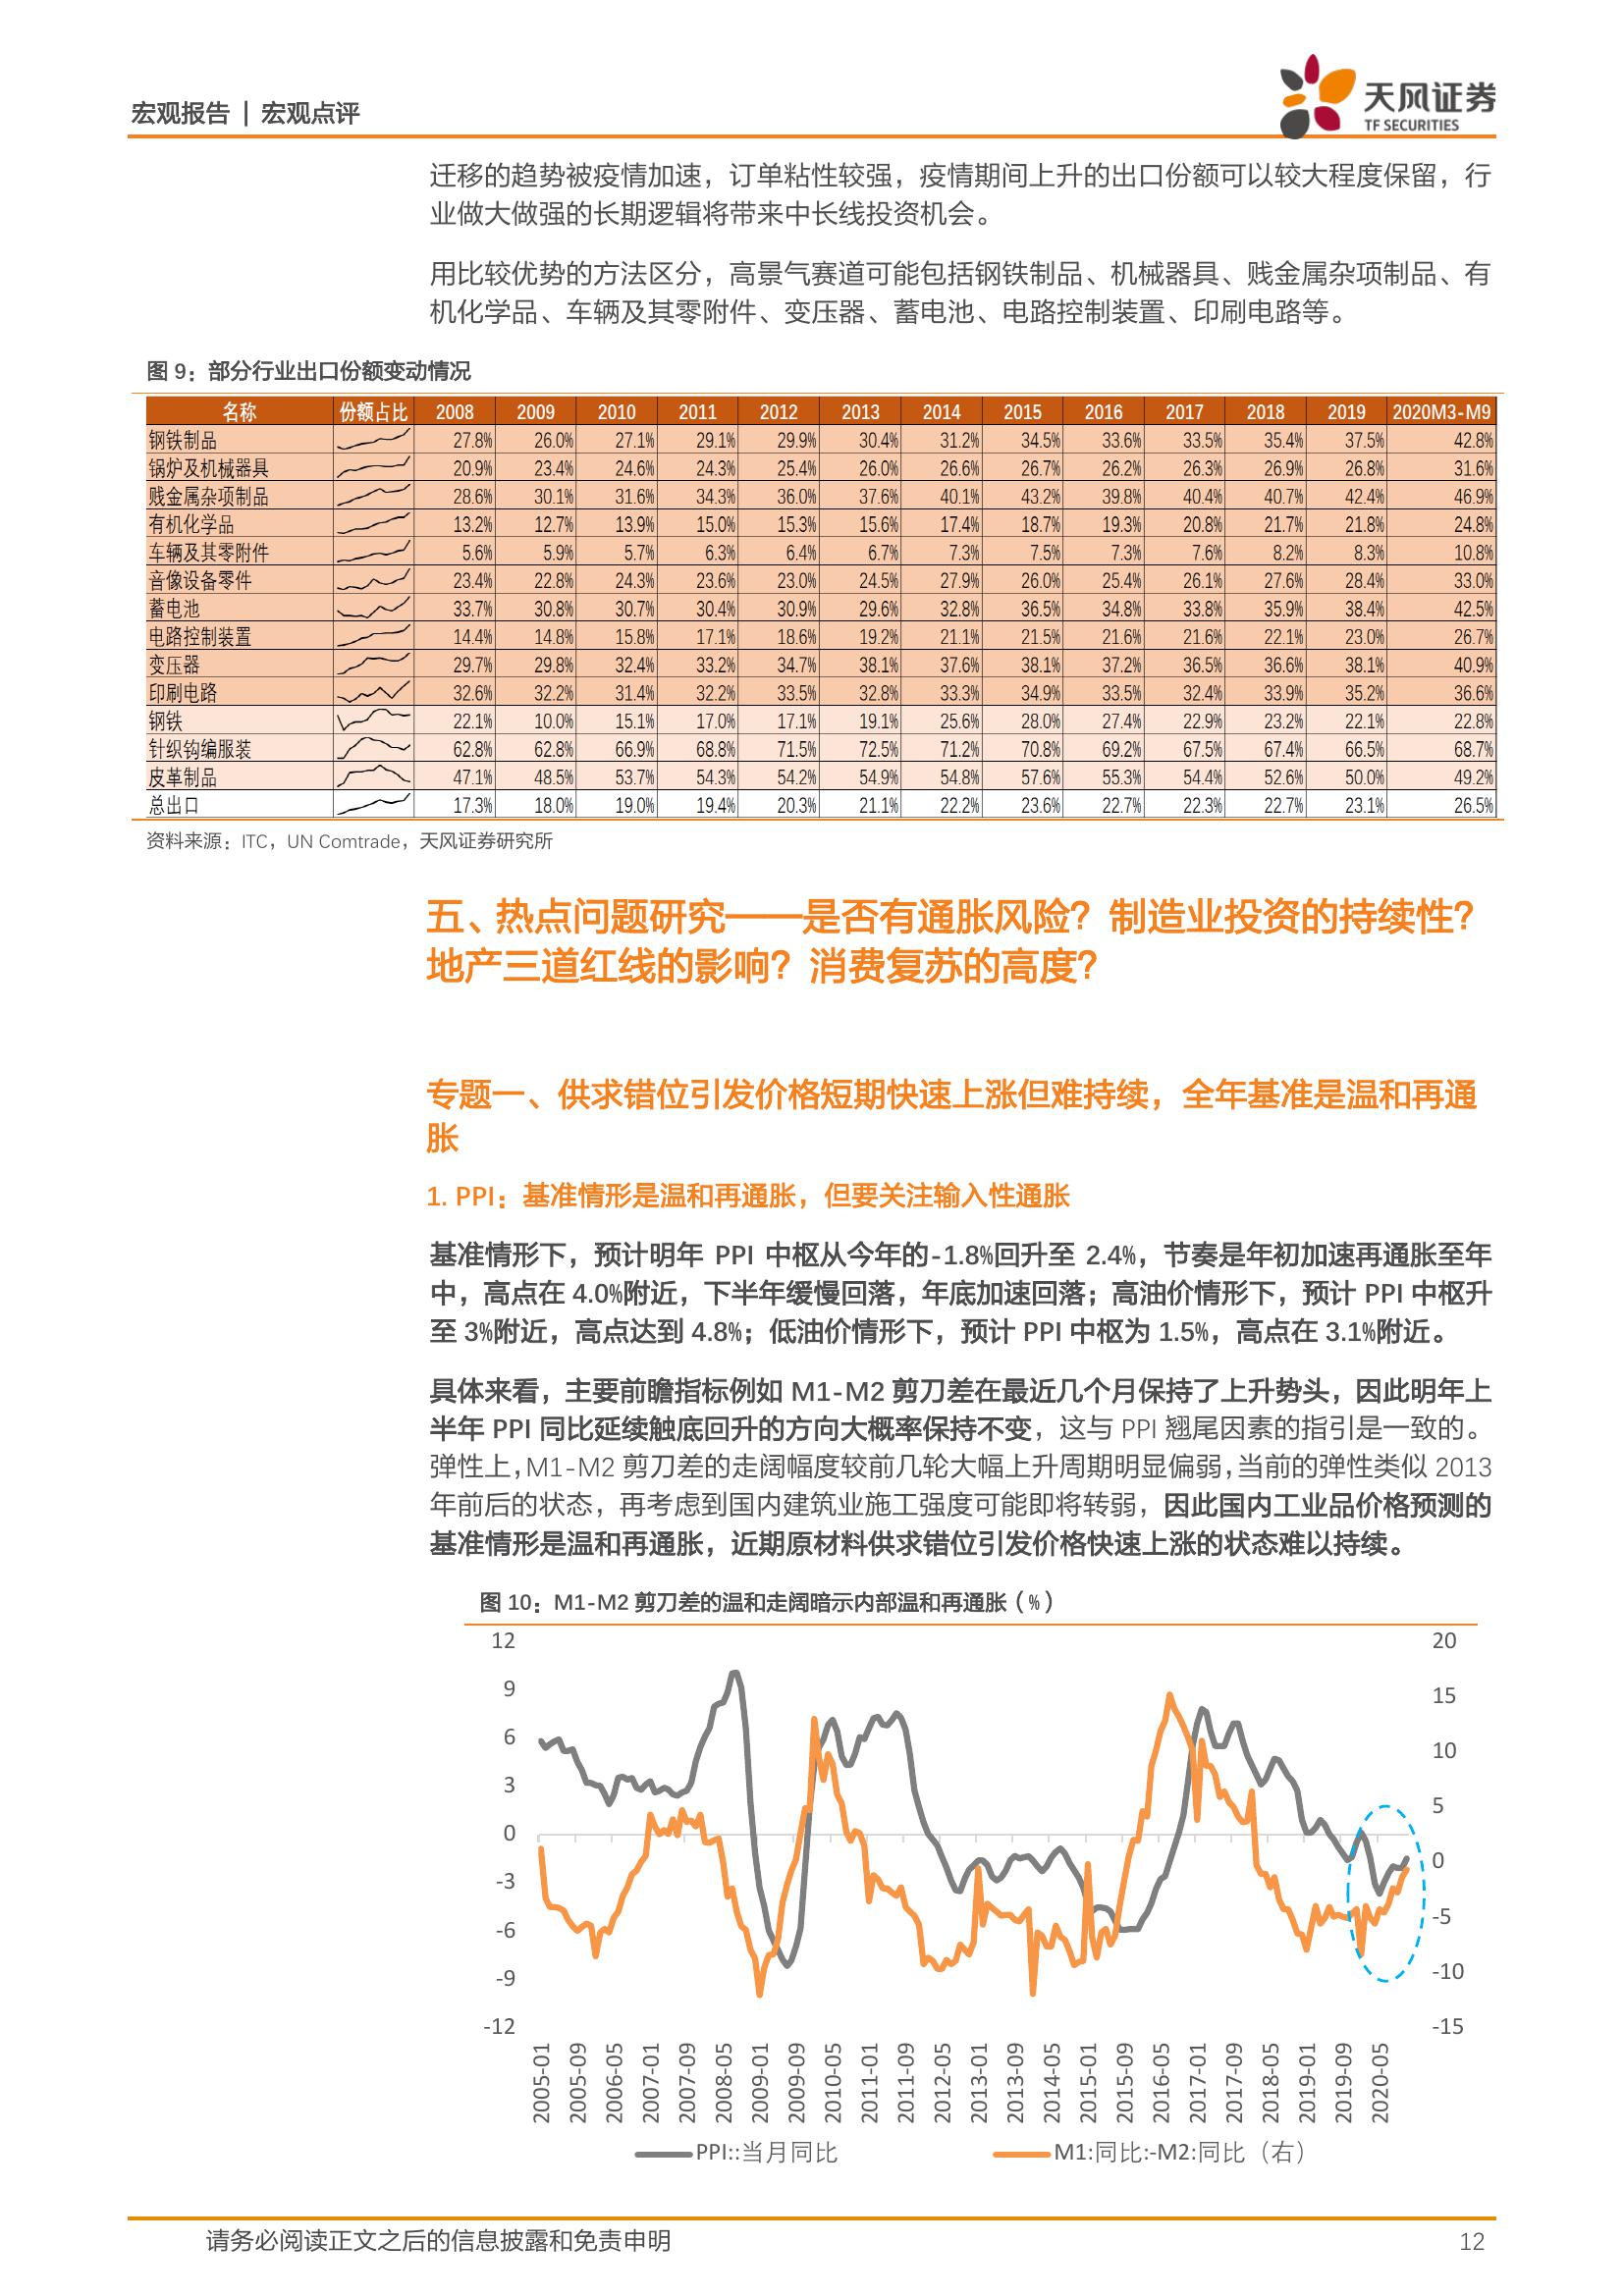 宏观报告 | 宏观点评
天风证券
TF SECURITIES
迁移的趋势被疫情加速，订单粘性较强，疫情期间上升的出口份额可以较大程度保留，行
业做大做强的长期逻辑将带来中长线投资机会。
用比较优势的方法区分，高景气赛道可能包括钢铁制品、机械器具、贱金属杂项制品、有
机化学品、车辆及其零附件、变压器、蓄电池、电路控制装置、印刷电路等。
图 9：部分行业出口份额变动情况
名称 份额占比 2008 2009 2010 2011 2012 2013 2014 2015 2016 2017 2018 2019 2020M3-M9
钢铁制品 27.8% 26.0% 27.1% 29.1% 29.9% 30.4% 31.2% 34.5% 33.6% 33.5% 35.4% 37.5% 42.8%
锅炉及机械器具 20.9% 23.4% 24.6% 24.3% 25.4% 26.0% 26.6% 26.7% 26.2% 26.3% 26.9% 26.8% 31.6%
贱金属杂项制品 28.6% 30.1% 31.6% 34.3% 36.0% 37.6% 40.1% 43.2% 39.8% 40.4% 40.7% 42.4% 46.9%
有机化学品 13.2% 12.7% 13.9% 15.0% 15.3% 15.6% 17.4% 18.7% 19.3% 20.8% 21.7% 21.8% 24.8%
车辆及其零附件 5.6% 5.9% 5.7% 6.3% 6.4% 6.7% 7.3% 7.5% 7.3% 7.6% 8.2% 8.3% 10.8%
音像设备零件 23.4% 22.8% 24.3% 23.6% 23.0% 24.5% 27.9% 26.0% 25.4% 26.1% 27.6% 28.4% 33.0%
蓄电池 33.7% 30.8% 30.7% 30.4% 30.9% 29.6% 32.8% 36.5% 34.8% 33.8% 35.9% 38.4% 42.5%
电路控制装置 14.4% 14.8% 15.8% 17.1% 18.6% 19.2% 21.1% 21.5% 21.6% 21.6% 22.1% 23.0% 26.7%
变压器 29.7% 29.8% 32.4% 33.2% 34.7% 38.1% 37.6% 38.1% 37.2% 36.5% 36.6% 38.1% 40.9%
印刷电路 32.6% 32.2% 31.4% 32.2% 33.5% 32.8% 33.3% 34.9% 33.5% 32.4% 33.9% 35.2% 36.6%
钢铁 22.1% 10.0% 15.1% 17.0% 17.1% 19.1% 25.6% 28.0% 27.4% 22.9% 23.2% 22.1% 22.8%
针织钩编服装 62.8% 62.8% 66.9% 68.8% 71.5% 72.5% 71.2% 70.8% 69.2% 67.5% 67.4% 66.5% 68.7%
皮革制品 47.1% 48.5% 53.7% 54.3% 54.2% 54.9% 54.8% 57.6% 55.3% 54.4% 52.6% 50.0% 49.2%
总出口 17.3% 18.0% 19.0% 19.4% 20.3% 21.1% 22.2% 23.6% 22.7% 22.3% 22.7% 23.1% 26.5%
资料来源：ITC，UN Comtrade，天风证券研究所
五、热点问题研究——是否有通胀风险？制造业投资的持续性？
地产三道红线的影响？消费复苏的高度？
专题一、供求错位引发价格短期快速上涨但难持续，全年基准是温和再通
胀
1. PPI：基准情形是温和再通胀，但要关注输入性通胀
基准情形下，预计明年 PPI 中枢从今年的-1.8%回升至 2.4%，节奏是年初加速再通胀至年
中，高点在 4.0%附近，下半年缓慢回落，年底加速回落；高油价情形下，预计 PPI 中枢升
至 3%附近，高点达到 4.8%；低油价情形下，预计 PPI 中枢为 1.5%，高点在 3.1%附近。
具体来看，主要前瞻指标例如 M1-M2 剪刀差在最近几个月保持了上升势头，因此明年上
半年 PPI 同比延续触底回升的方向大概率保持不变，这与 PPI 翘尾因素的指引是一致的。
弹性上，M1-M2 剪刀差的走阔幅度较前几轮大幅上升周期明显偏弱，当前的弹性类似 2013
年前后的状态，再考虑到国内建筑业施工强度可能即将转弱，因此国内工业品价格预测的
基准情形是温和再通胀，近期原材料供求错位引发价格快速上涨的状态难以持续。
图 10：M1-M2 剪刀差的温和走阔暗示内部温和再通胀（%）
12 20
9 15
6 10
3 5
0 0
-3 -5
-6 -10
-9 -15
-12
2005-01 2005-09 2006-05 2007-01 2007-09 2008-05 2009-01 2009-09 2010-05 2011-01 2011-09 2012-05 2013-01 2013-09 2014-05 2015-01 2015-09 2016-05 2017-01 2017-09 2018-05 2019-01 2019-09 2020-05
PPI::当月同比 M1:同比:-M2:同比（右）
请务必阅读正文之后的信息披露和免责申明 12